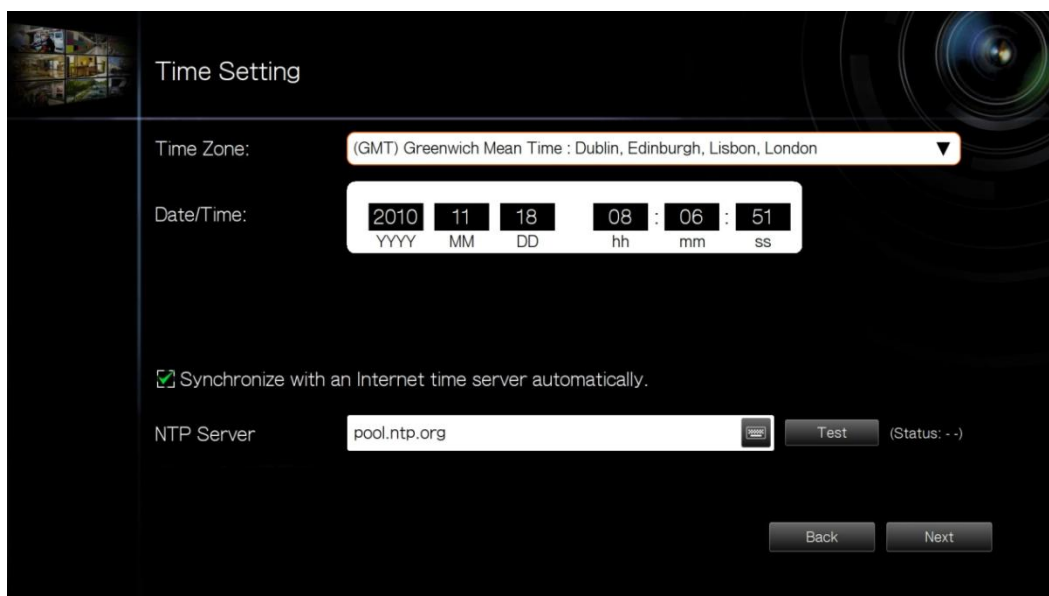 Time Setting
Time Zone: (GMT) Greenwich Mean Time : Dublin, Edinburgh, Lisbon, London ▼
Date/Time: 2010 11 18 08 : 06 : 51
YYYY MM DD hh mm ss
Synchronize with an Internet time server automatically.
NTP Server pool.ntp.org Test (Status: - -)
Back Next